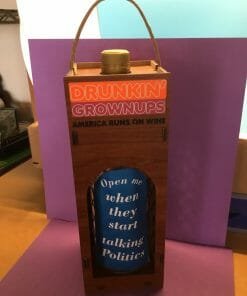 DRUNKIN'
GROWNUPS
AMERICA RUNS ON WINE
Open me
when
they
start
talking
Politics